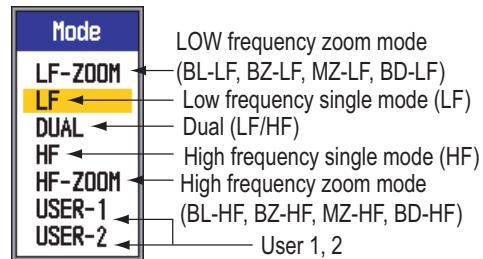 Mode
LF-ZOOM
LOW frequency zoom mode
(BL-LF, BZ-LF, MZ-LF, BD-LF)
LF
Low frequency single mode (LF)
DUAL
Dual (LF/HF)
HF
High frequency single mode (HF)
HF-ZOOM
High frequency zoom mode
(BL-HF, BZ-HF, MZ-HF, BD-HF)
USER-1
USER-2
User 1, 2